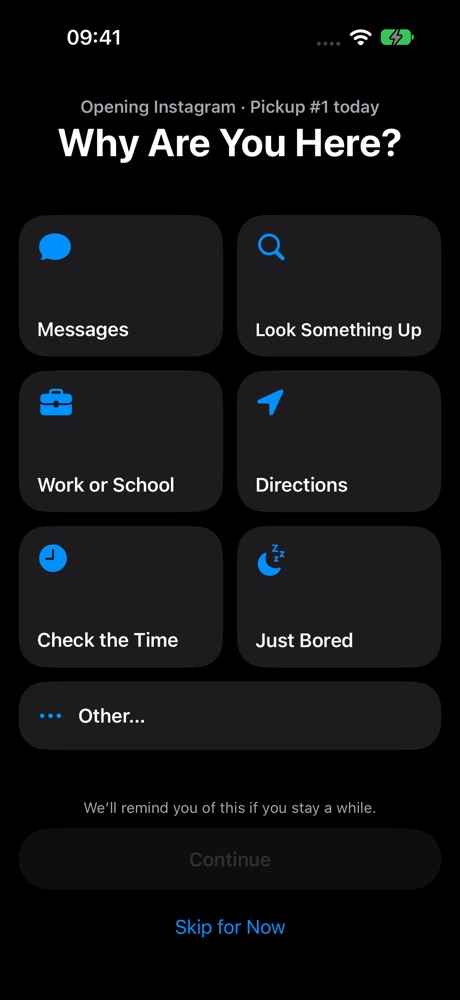 09:41
Opening Instagram · Pickup #1 today
Why Are You Here?
Messages
Look Something Up
Work or School
Directions
Check the Time
Just Bored
Other...
We’ll remind you of this if you stay a while.
Continue
Skip for Now